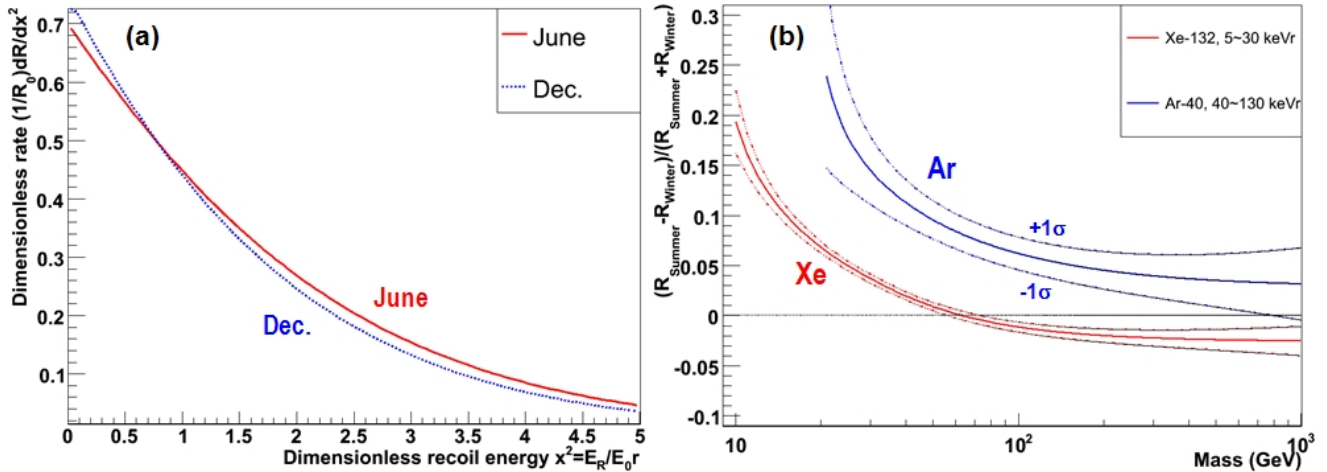 (a)
June
Dec.
June
Dec.
Dimensionless rate (1/R₀)dR/dx²
0.7
0.6
0.5
0.4
0.3
0.2
0.1
0 0.5 1 1.5 2 2.5 3 3.5 4 4.5 5
Dimensionless recoil energy x²=E_R/E₀r
(b)
Xe-132, 5~30 keVr
Ar-40, 40~130 keVr
Ar
Xe
+1σ
-1σ
(R_Summer-R_Winter)/(R_Summer+R_Winter)
0.3
0.25
0.2
0.15
0.1
0.05
0
-0.05
-0.1
10 10² 10³
Mass (GeV)